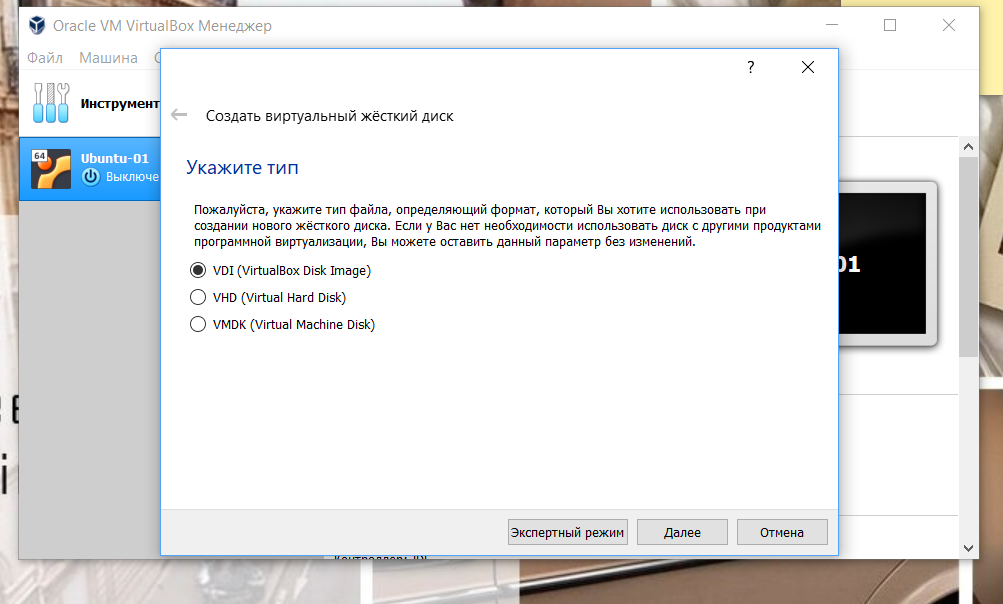 Oracle VM VirtualBox Менеджер
Файл Машина
?
Инструмент
Создать виртуальный жёсткий диск
64
Ubuntu-01
Выключе
Укажите тип
Пожалуйста, укажите тип файла, определяющий формат, который Вы хотите использовать при
создании нового жёсткого диска. Если у Вас нет необходимости использовать диск с другими продуктами
программной виртуализации, Вы можете оставить данный параметр без изменений.
01
VDI (VirtualBox Disk Image)
VHD (Virtual Hard Disk)
VMDK (Virtual Machine Disk)
Экспертный режим Далее Отмена